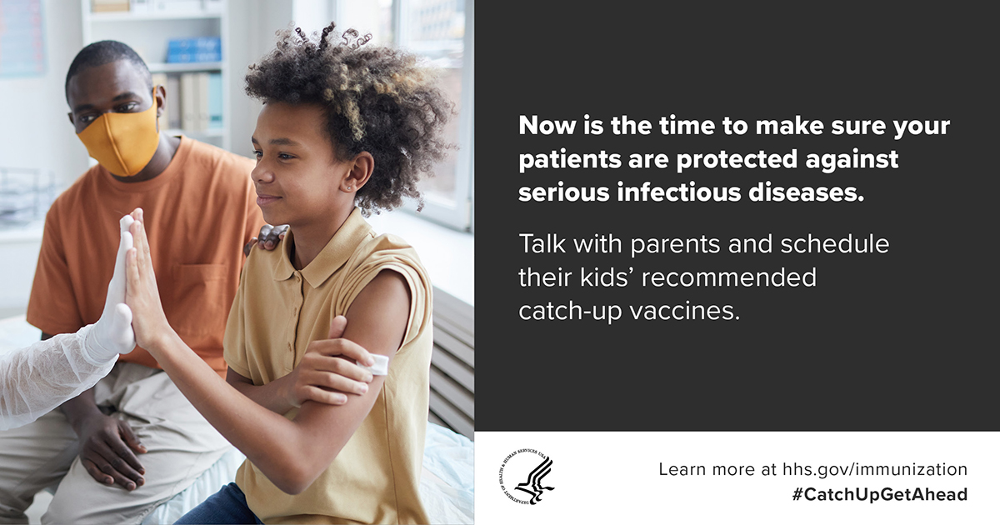 Now is the time to make sure your
patients are protected against
serious infectious diseases.
Talk with parents and schedule
their kids’ recommended
catch-up vaccines.
DEPARTMENT OF HEALTH & HUMAN SERVICES USA
Learn more at hhs.gov/immunization
#CatchUpGetAhead